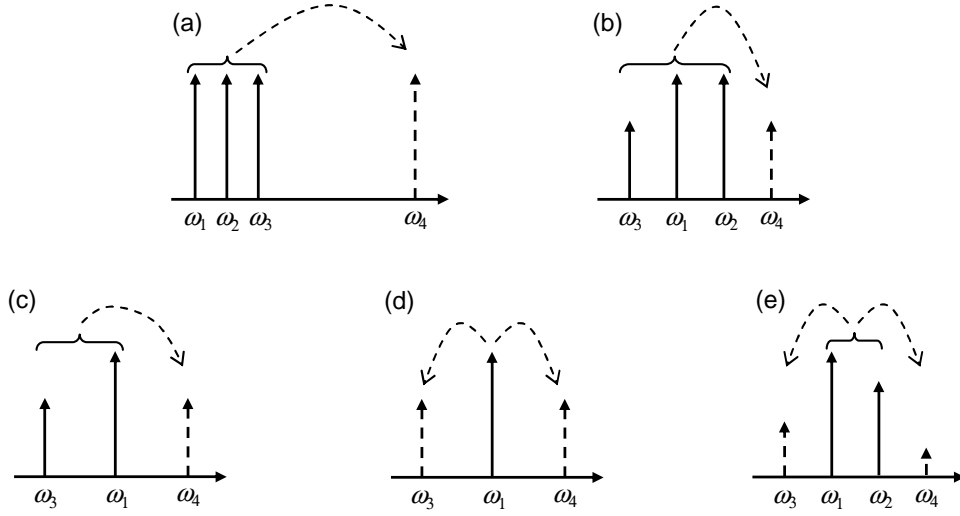 (a)
(b)
ω₁ ω₂ ω₃ ω₄
ω₃ ω₁ ω₂ ω₄
(c)
(d)
(e)
ω₃ ω₁ ω₄
ω₃ ω₁ ω₄
ω₃ ω₁ ω₂ ω₄